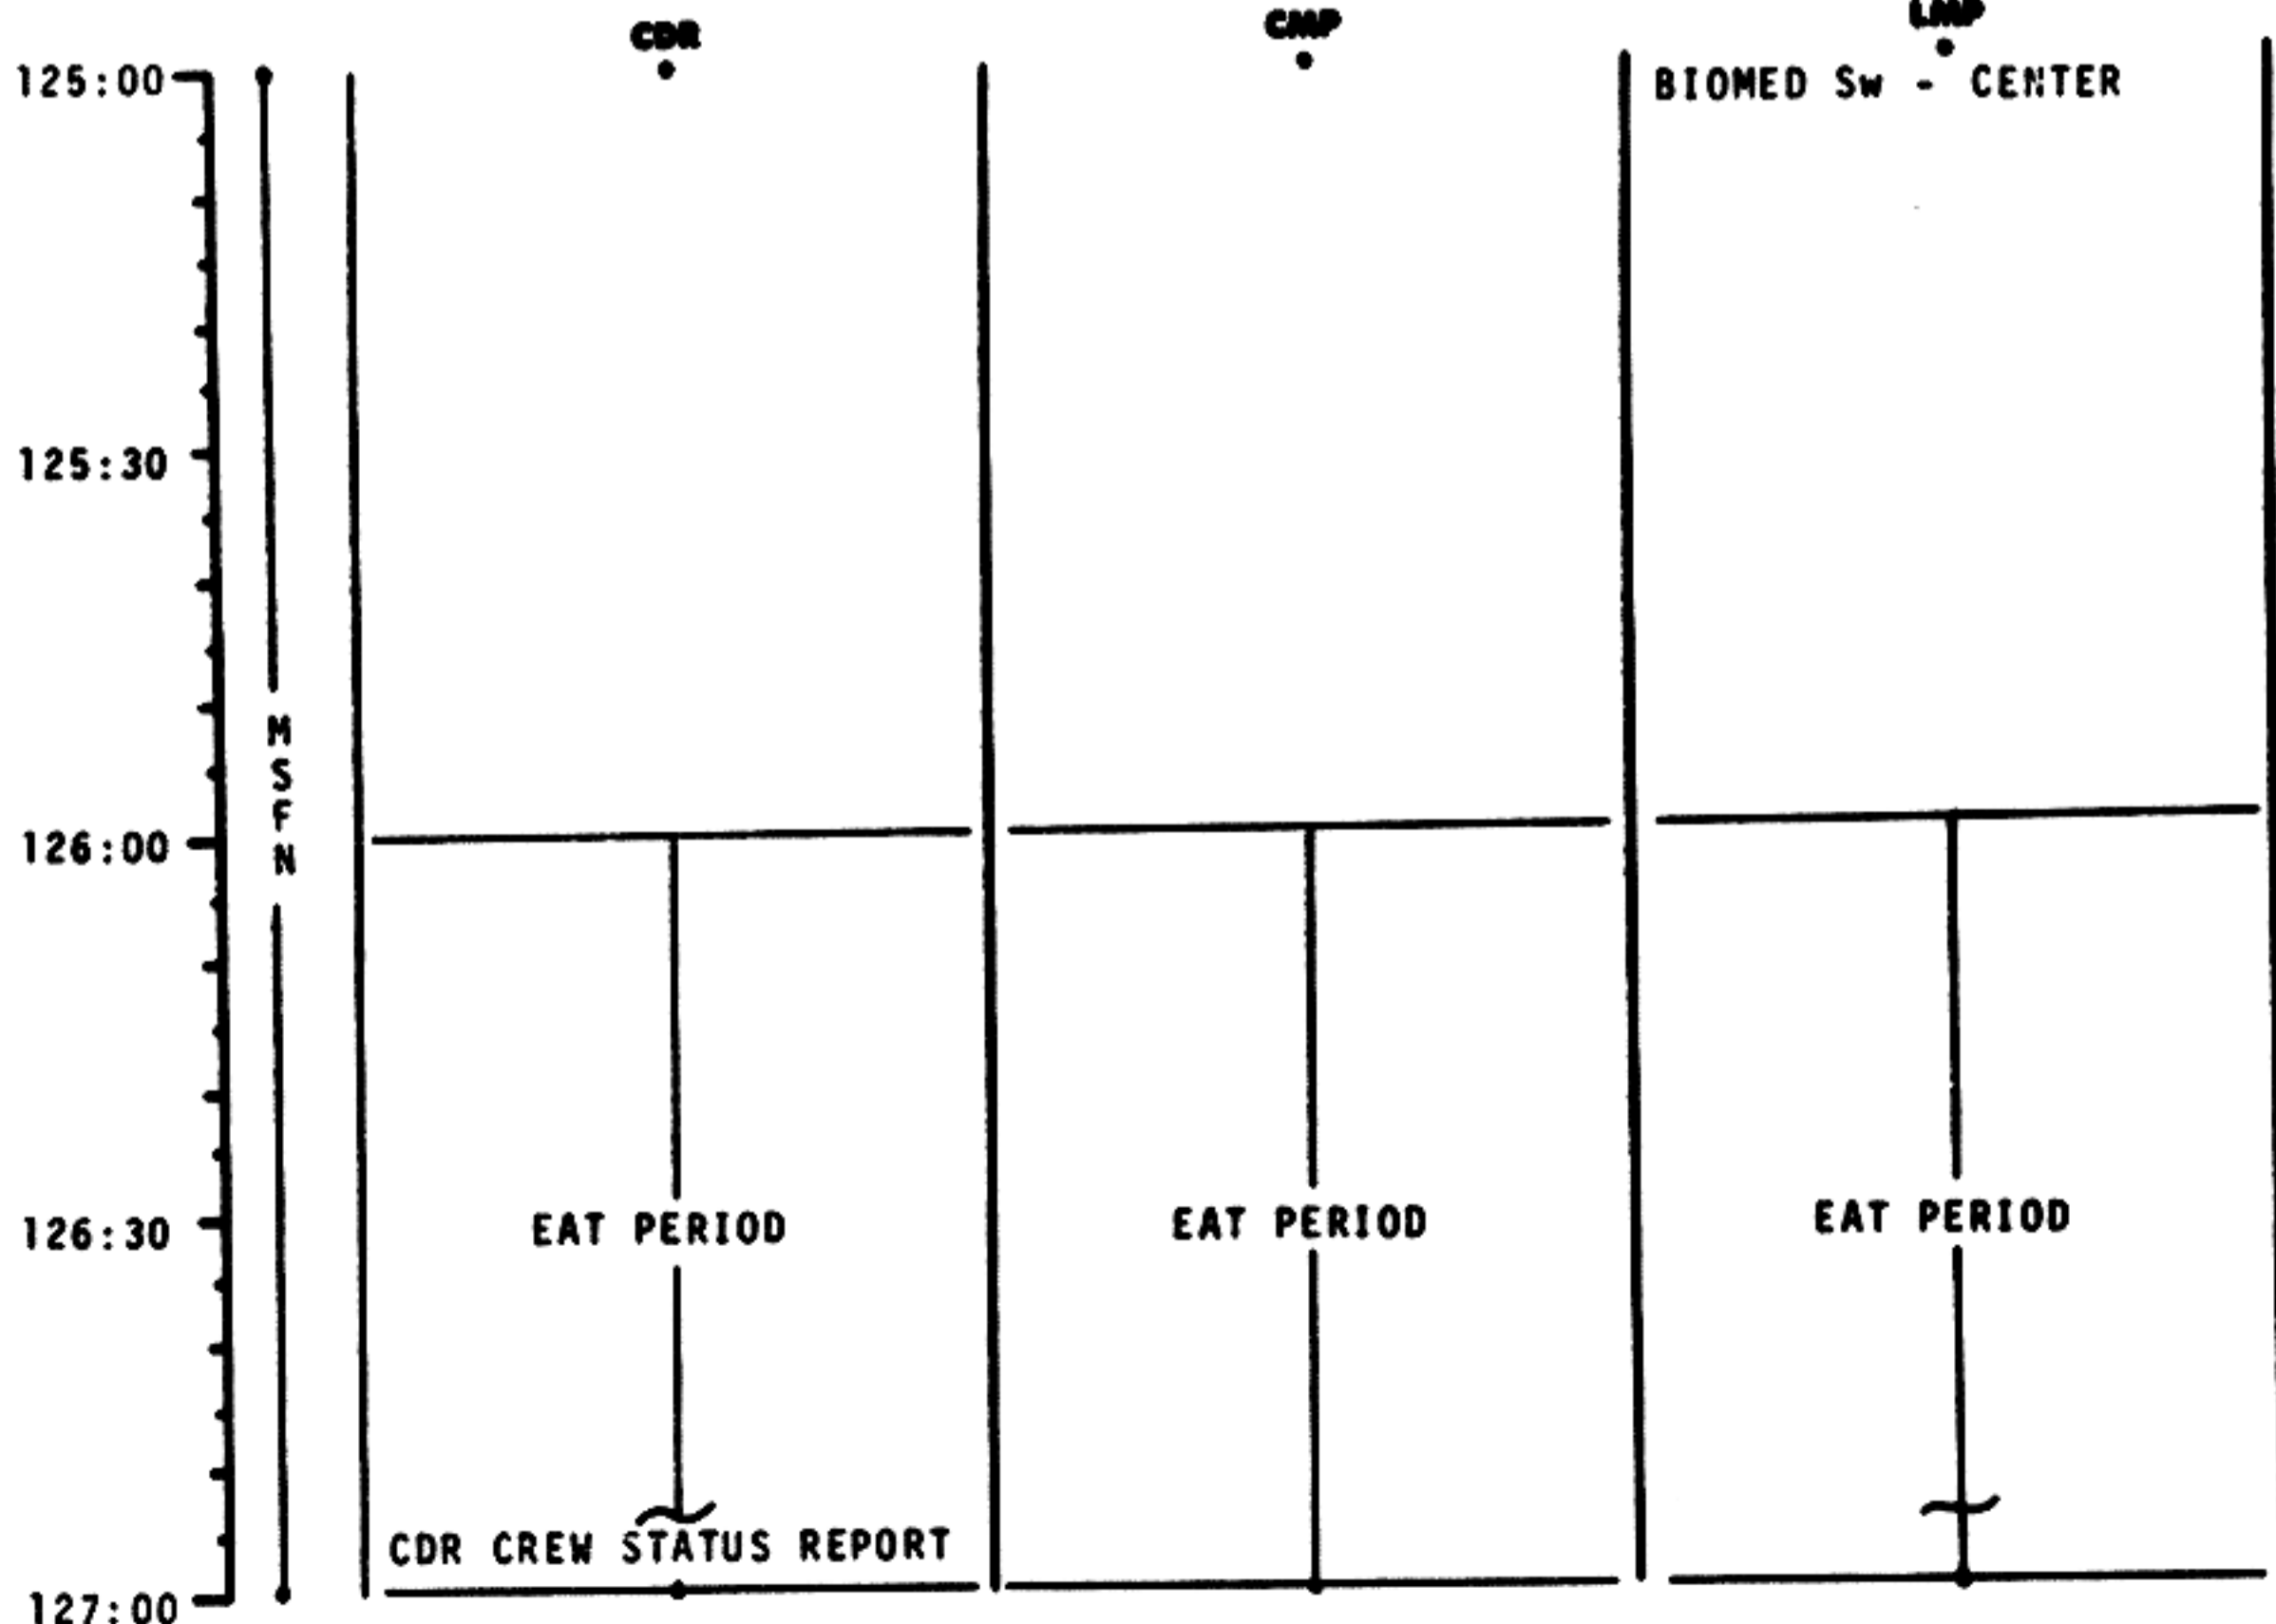 CDR CMP LMP
125:00 BIOMED Sw - CENTER
125:30
M
S
F
N
126:00
126:30 EAT PERIOD EAT PERIOD EAT PERIOD
CDR CREW STATUS REPORT
127:00